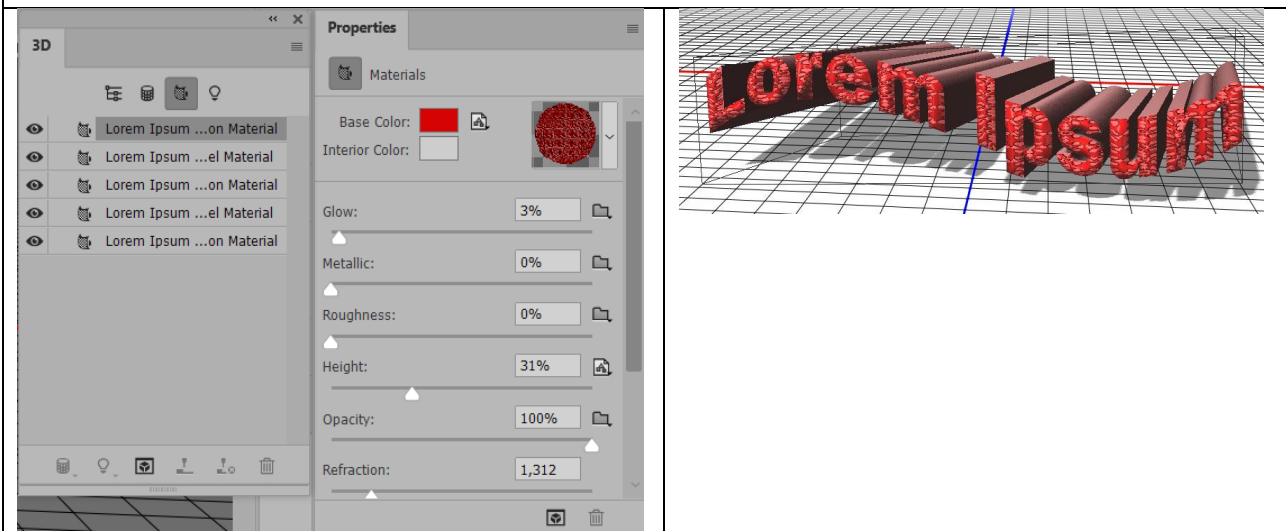 3D
Lorem Ipsum ...on Material
Lorem Ipsum ...el Material
Lorem Ipsum ...on Material
Lorem Ipsum ...el Material
Lorem Ipsum ...on Material
Properties
Materials
Base Color:
Interior Color:
Glow: 3%
Metallic: 0%
Roughness: 0%
Height: 31%
Opacity: 100%
Refraction: 1,312
Lorem Ipsum